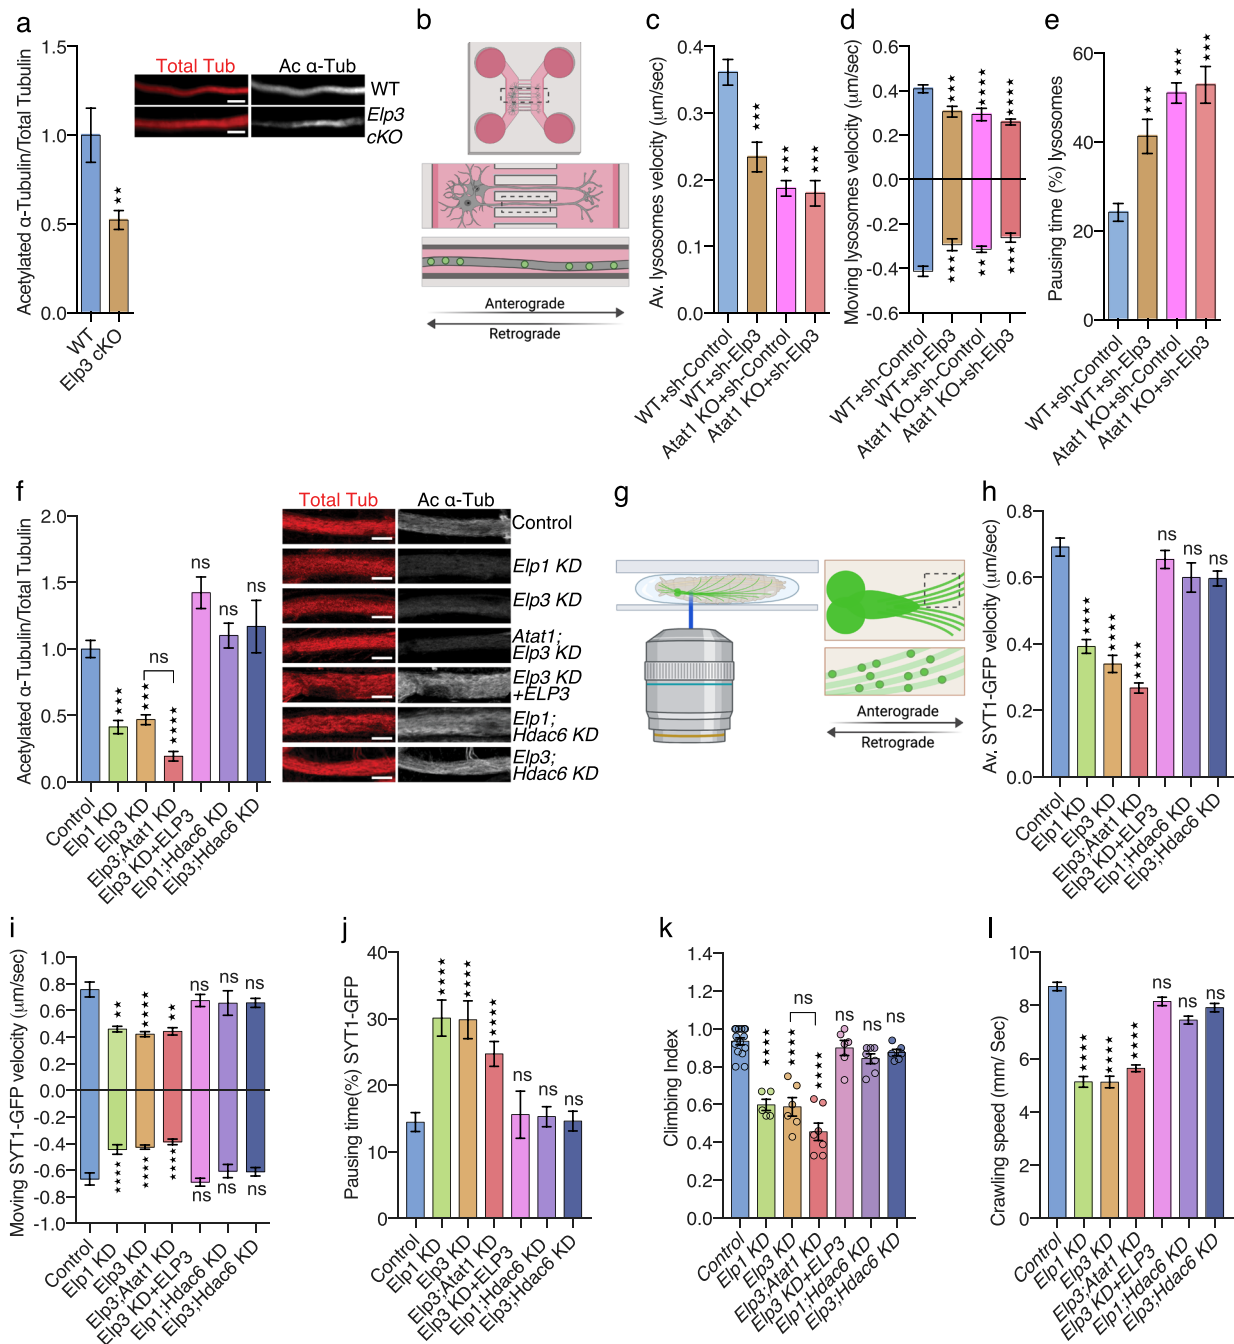 a
Acetylated α-Tubulin/Total Tubulin
1.5
1.0
0.5
0.0
★★
WT
Elp3 cKO
Total Tub
Ac α-Tub
WT
Elp3
cKO
b
Anterograde
Retrograde
c
Av. lysosomes velocity (µm/sec)
0.4
0.3
0.2
0.1
0.0
★★★
★★★
★★★
WT+sh-Control
WT+sh-Elp3
Atat1 KO+sh-Control
Atat1 KO+sh-Elp3
d
Moving lysosomes velocity (µm/sec)
0.6
0.4
0.2
0.0
-0.2
-0.4
-0.6
★★★
★★★★
★★★★
★★★★
★★
★★★
WT+sh-Control
WT+sh-Elp3
Atat1 KO+sh-Control
Atat1 KO+sh-Elp3
e
Pausing time (%) lysosomes
60
40
20
0
★★★
★★★
★★★
WT+sh-Control
WT+sh-Elp3
Atat1 KO+sh-Control
Atat1 KO+sh-Elp3
f
Acetylated α-Tubulin/Total Tubulin
2.0
1.5
1.0
0.5
0.0
★★★
★★★
★★★★
ns
ns
ns
ns
Control
Elp1 KD
Elp3 KD
Elp3;Atat1 KD
Elp3 KD+ELP3
Elp1;Hdac6 KD
Elp3;Hdac6 KD
Total Tub
Ac α-Tub
Control
Elp1 KD
Elp3 KD
Atat1;
Elp3 KD
Elp3 KD
+ELP3
Elp1;
Hdac6 KD
Elp3;
Hdac6 KD
g
Anterograde
Retrograde
h
Av. SYT1-GFP velocity (µm/sec)
0.8
0.6
0.4
0.2
0.0
★★★★
★★★★
★★★★
ns
ns
ns
Control
Elp1 KD
Elp3 KD
Elp3;Atat1 KD
Elp3 KD+ELP3
Elp1;Hdac6 KD
Elp3;Hdac6 KD
i
Moving SYT1-GFP velocity (µm/sec)
1.0
0.8
0.6
0.4
0.2
0.0
-0.2
-0.4
-0.6
-0.8
-1.0
★★
★★★★
★★
ns
ns
ns
★★★★
★★★★
★★★★
ns
ns
ns
Control
Elp1 KD
Elp3 KD
Elp3;Atat1 KD
Elp3 KD+ELP3
Elp1;Hdac6 KD
Elp3;Hdac6 KD
j
Pausing time(%) SYT1-GFP
40
30
20
10
0
★★★★
★★★★
★★★★
ns
ns
ns
Control
Elp1 KD
Elp3 KD
Elp3;Atat1 KD
Elp3 KD+ELP3
Elp1;Hdac6 KD
Elp3;Hdac6 KD
k
Climbing Index
1.4
1.2
1.0
0.8
0.6
0.4
0.2
0.0
★★★★
★★★★
★★★★
ns
ns
ns
ns
Control
Elp1 KD
Elp3 KD
Elp3;Atat1 KD
Elp3 KD+ELP3
Elp1;Hdac6 KD
Elp3;Hdac6 KD
l
Crawling speed (mm/ Sec)
10
8
6
4
2
0
★★★★
★★★★
★★★★
ns
ns
ns
Control
Elp1 KD
Elp3 KD
Elp3;Atat1 KD
Elp3 KD+ELP3
Elp1;Hdac6 KD
Elp3;Hdac6 KD